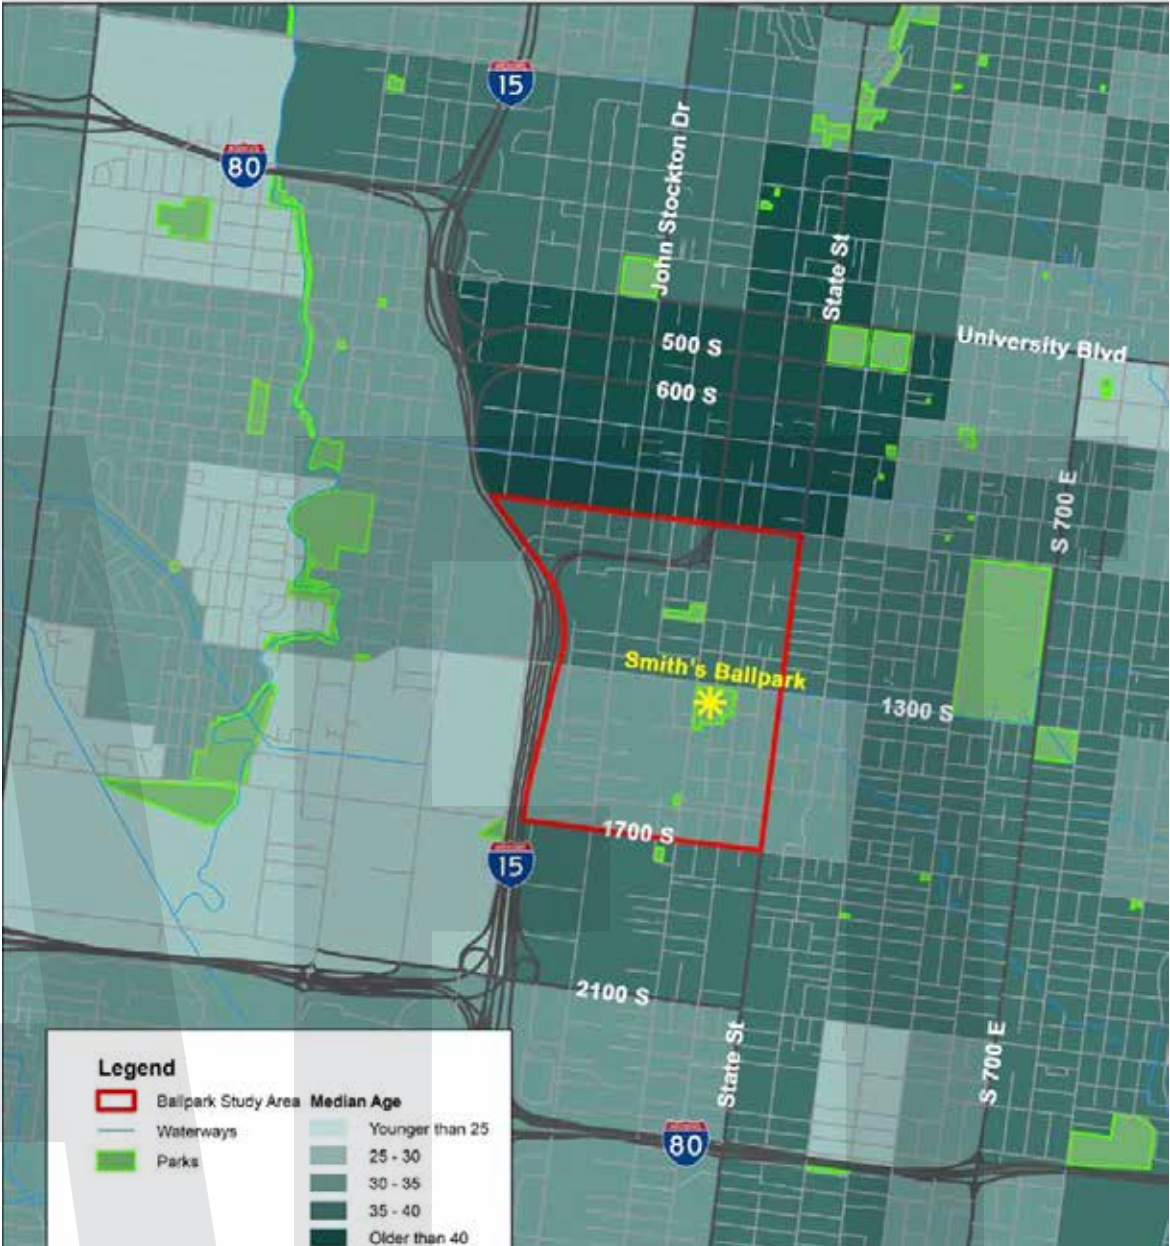 15
80
John Stockton Dr
State St
University Blvd
500 S
600 S
S 700 E
Smith's Ballpark
1300 S
1700 S
15
2100 S
State St
S 700 E
80
Legend
Ballpark Study Area
Waterways
Parks
Median Age
Younger than 25
25 - 30
30 - 35
35 - 40
Older than 40